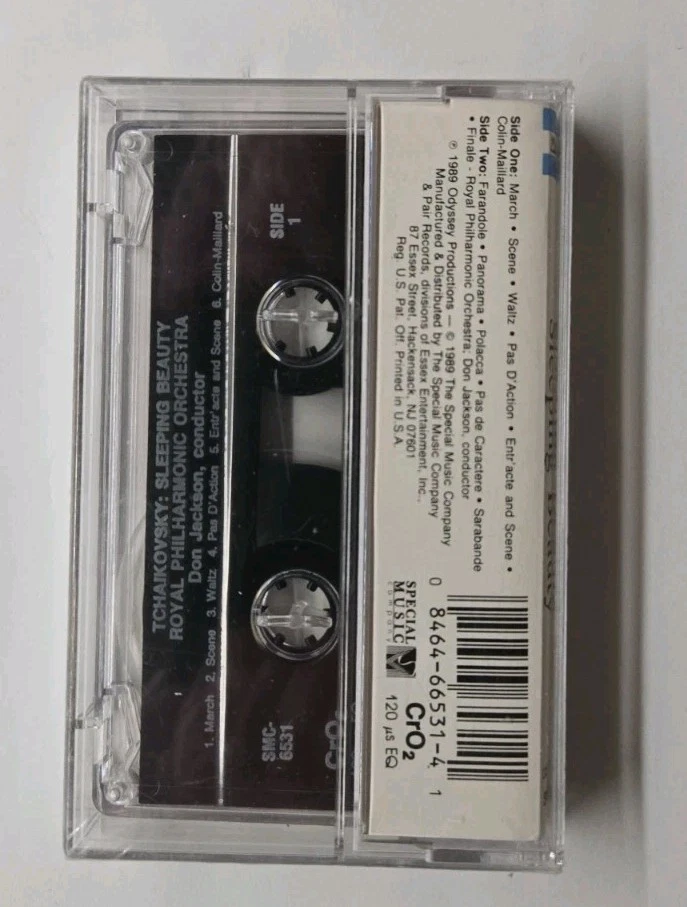 TCHAIKOVSKY: SLEEPING BEAUTY
ROYAL PHILHARMONIC ORCHESTRA
Don Jackson, conductor
1. March 2. Scene 3. Waltz 4. Pas D'Action 5. Entr'acte and Scene 6. Colin-Maillard
SIDE
1
SMC-
6531
CrO₂
Side One: March • Scene • Waltz • Pas D'Action • Entr'acte and Scene •
Colin-Maillard
Side Two: Farandole • Panorama • Polacca • Pas de Caractere • Sarabande
• Finale - Royal Philharmonic Orchestra; Don Jackson, conductor
℗ 1989 Odyssey Productions — © 1989 The Special Music Company
Manufactured & Distributed by The Special Music Company
& Pair Records, divisions of Essex Entertainment, Inc.,
87 Essex Street, Hackensack, NJ 07601
Reg. U.S. Pat. Off. Printed in U.S.A.
SPECIAL
MUSIC
company
CrO₂
120 µs EQ
0 8464-66531-4 1
Sleeping Beauty